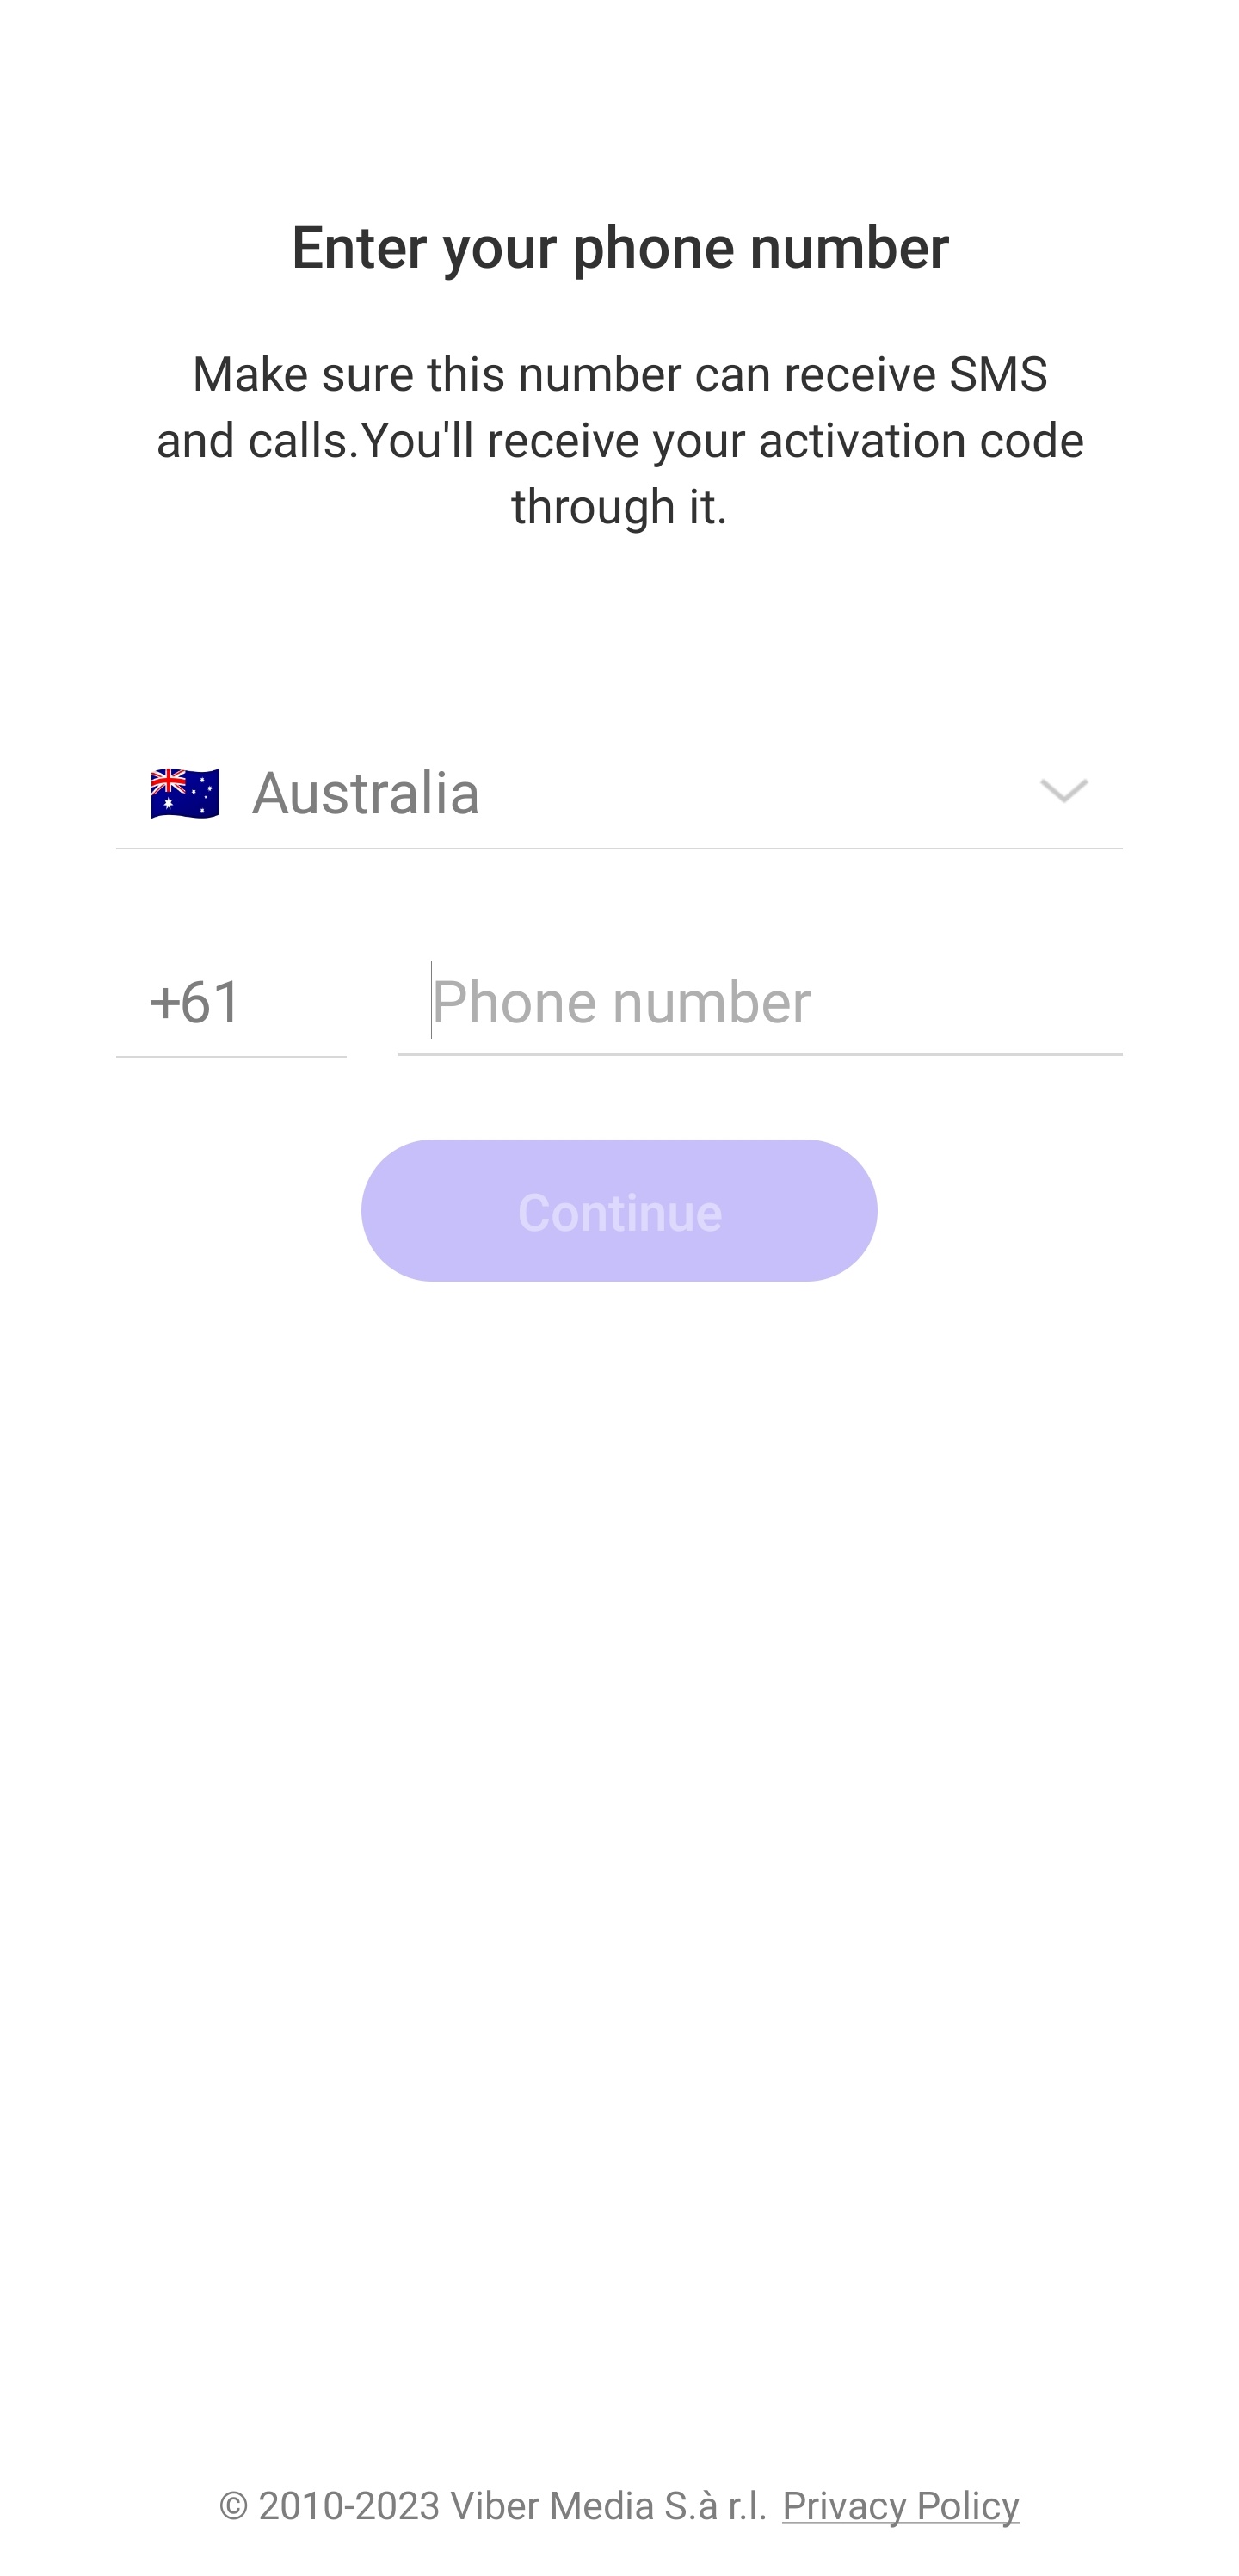 Enter your phone number
Make sure this number can receive SMS
and calls.You'll receive your activation code
through it.
Australia
+61 Phone number
Continue
© 2010-2023 Viber Media S.à r.l. Privacy Policy